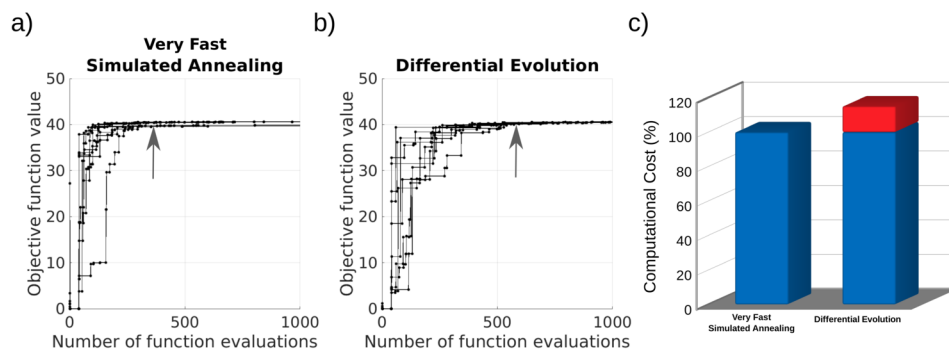 a)
Very Fast
Simulated Annealing
Objective function value
50
40
30
20
10
0
0
500
1000
Number of function evaluations
b)
Differential Evolution
Objective function value
50
40
30
20
10
0
0
500
1000
Number of function evaluations
c)
Computational Cost (%)
120
100
80
60
40
20
0
Very Fast
Simulated Annealing
Differential Evolution